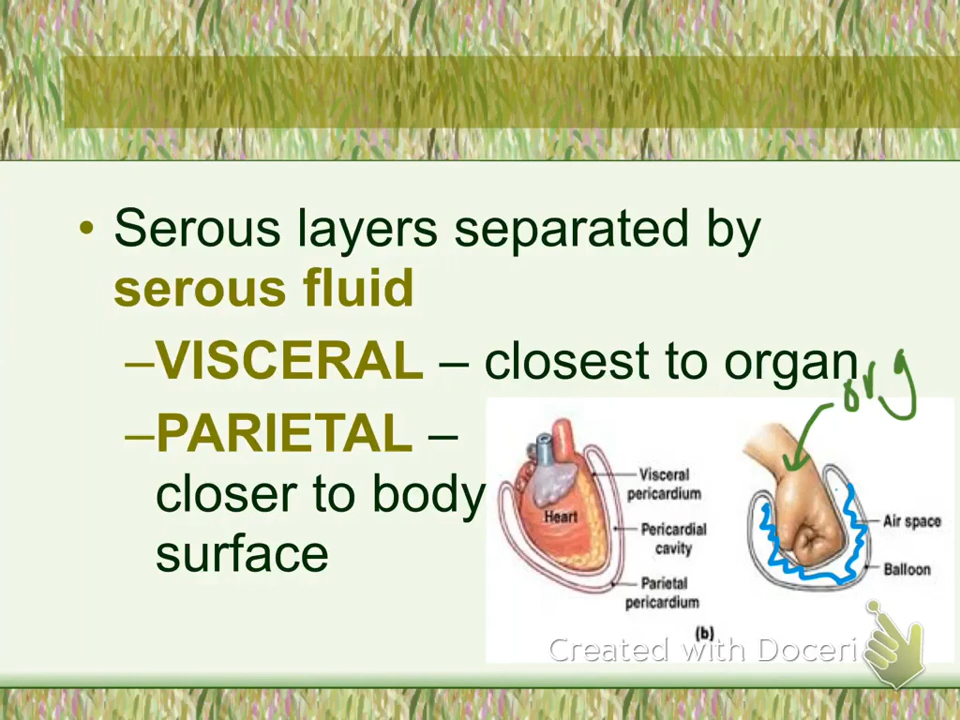 • Serous layers separated by
serous fluid
–VISCERAL – closest to organ
org
–PARIETAL –
closer to body
surface
Visceral
pericardium
Heart
Pericardial
cavity
Parietal
pericardium
Air space
Balloon
(b)
Created with Doceri